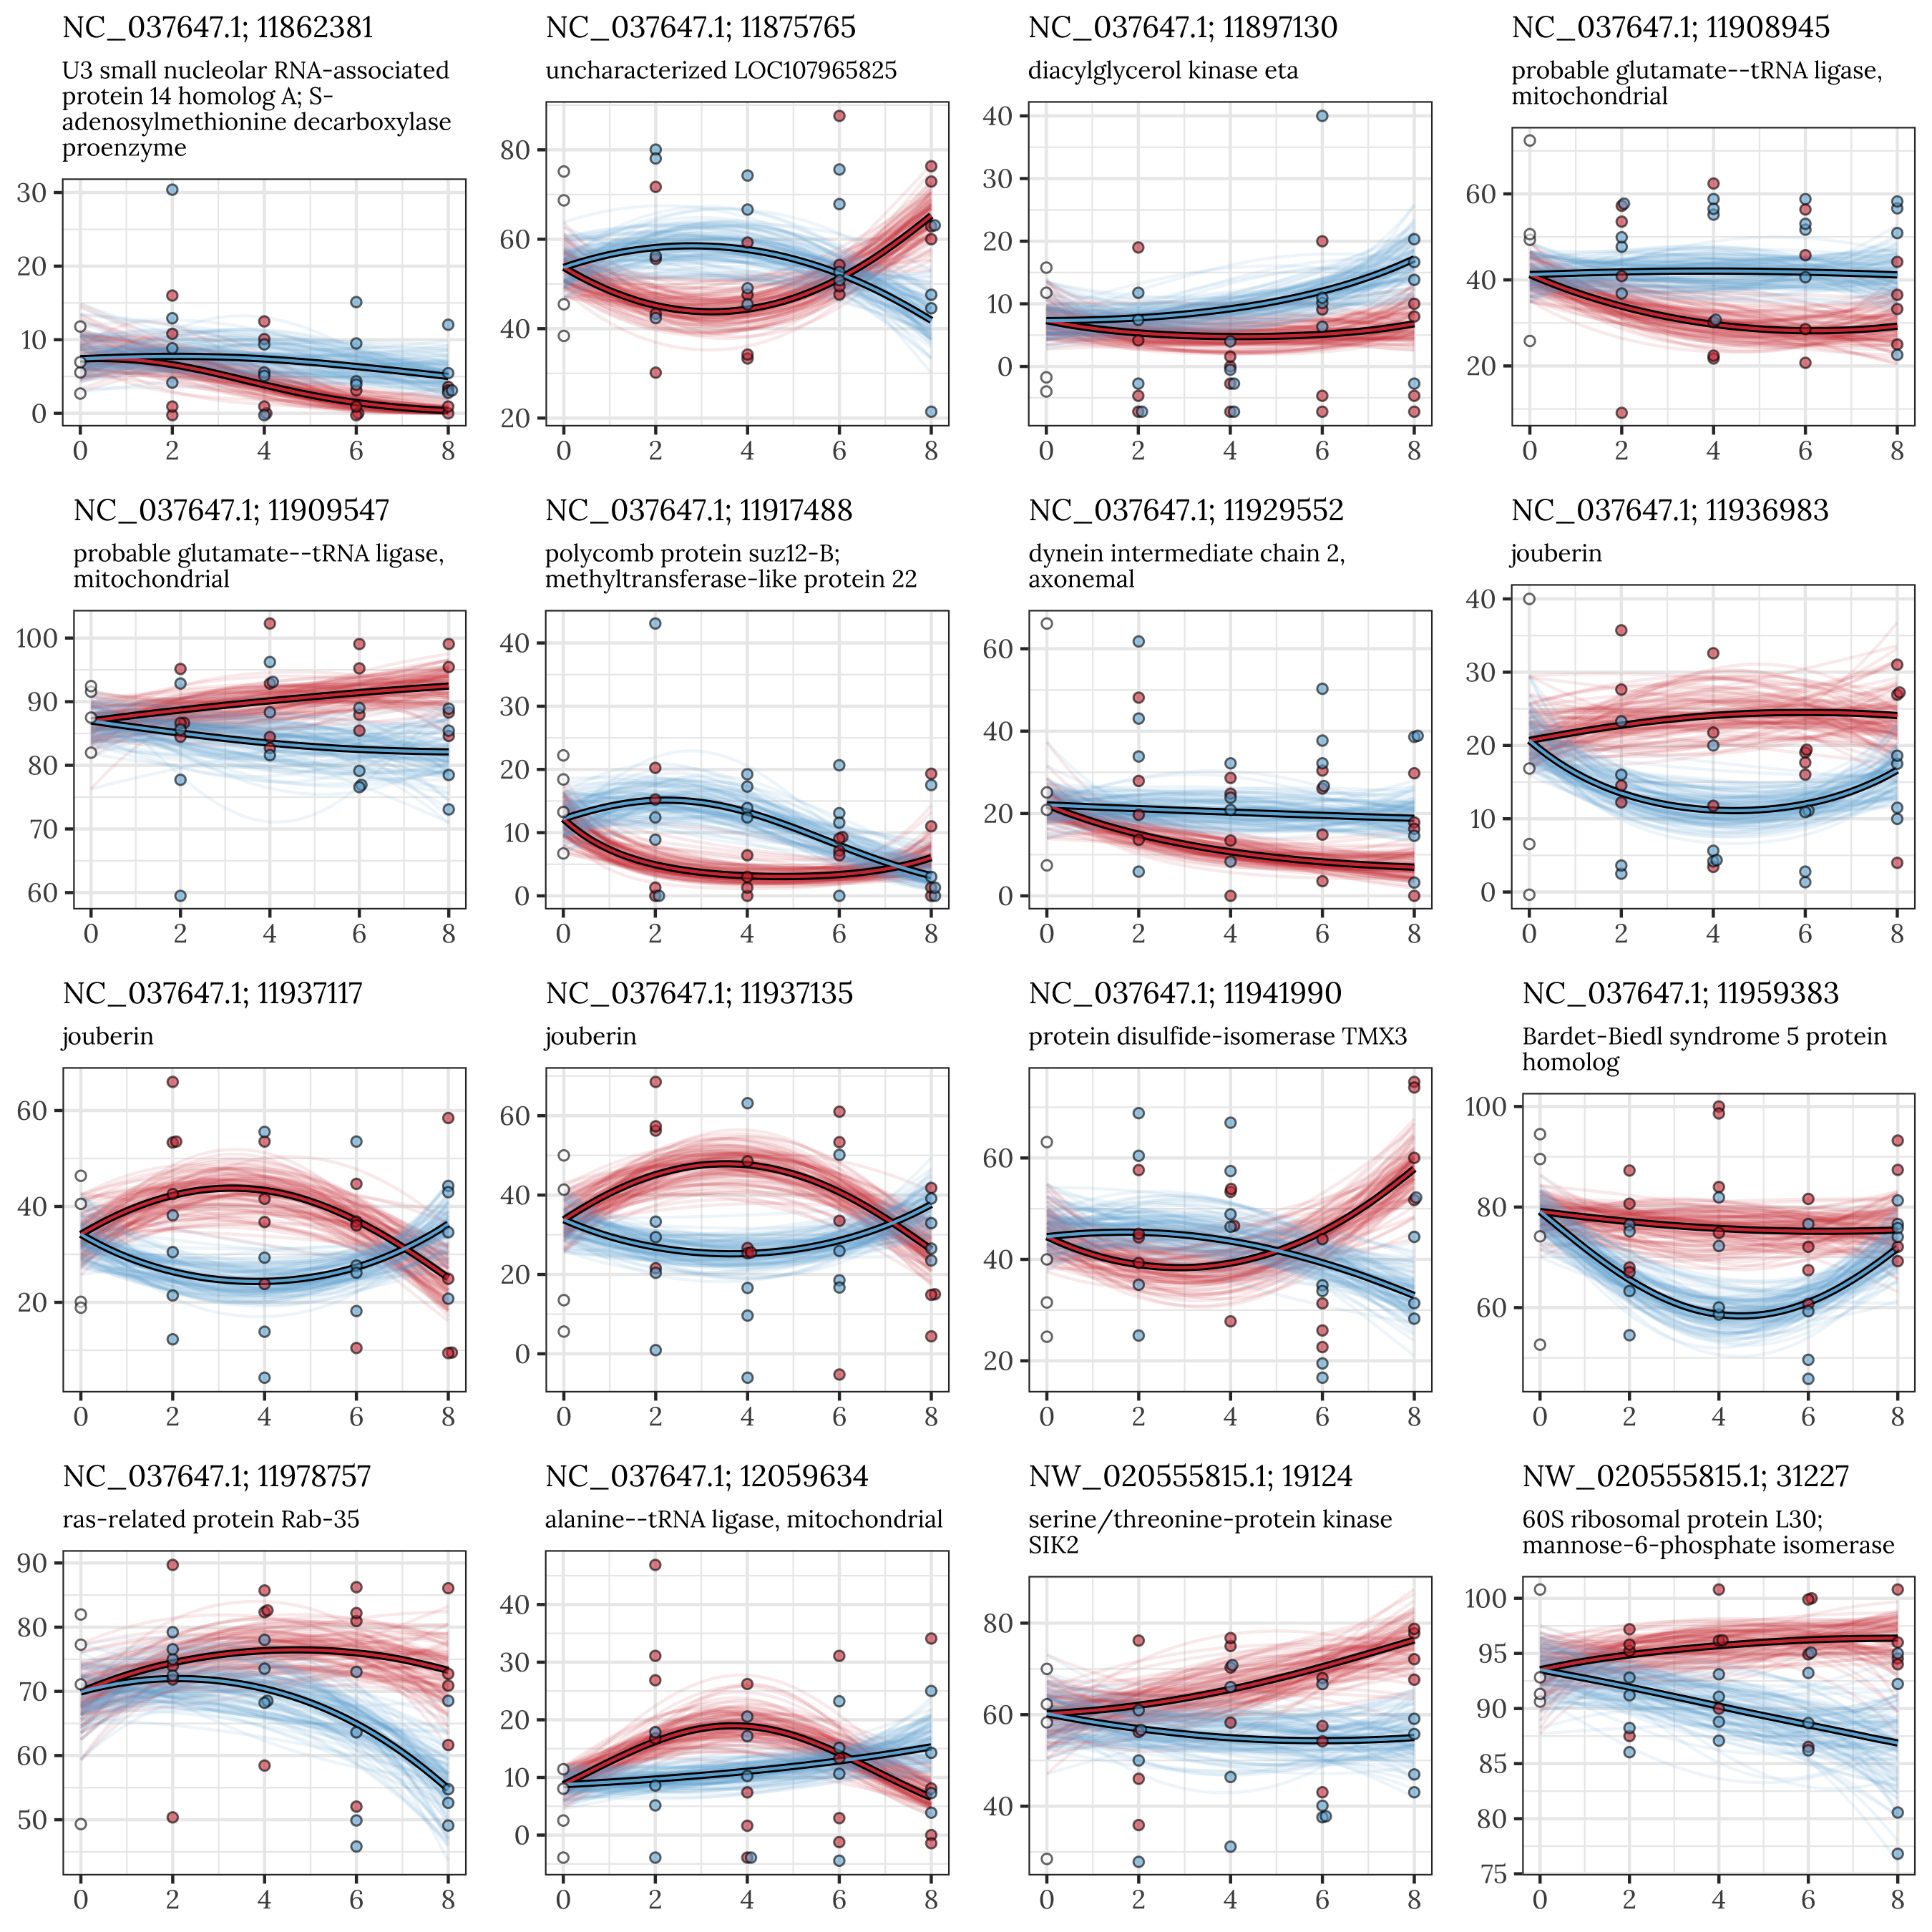 NC_037647.1; 11862381
U3 small nucleolar RNA-associated
protein 14 homolog A; S-
adenosylmethionine decarboxylase
proenzyme
30
20
10
0
0 2 4 6 8
NC_037647.1; 11875765
uncharacterized LOC107965825
80
60
40
20
0 2 4 6 8
NC_037647.1; 11897130
diacylglycerol kinase eta
40
30
20
10
0
0 2 4 6 8
NC_037647.1; 11908945
probable glutamate--tRNA ligase,
mitochondrial
60
40
20
0 2 4 6 8
NC_037647.1; 11909547
probable glutamate--tRNA ligase,
mitochondrial
100
90
80
70
60
0 2 4 6 8
NC_037647.1; 11917488
polycomb protein suz12-B;
methyltransferase-like protein 22
40
30
20
10
0
0 2 4 6 8
NC_037647.1; 11929552
dynein intermediate chain 2,
axonemal
60
40
20
0
0 2 4 6 8
NC_037647.1; 11936983
jouberin
40
30
20
10
0
0 2 4 6 8
NC_037647.1; 11937117
jouberin
60
40
20
0 2 4 6 8
NC_037647.1; 11937135
jouberin
60
40
20
0
0 2 4 6 8
NC_037647.1; 11941990
protein disulfide-isomerase TMX3
60
40
20
0 2 4 6 8
NC_037647.1; 11959383
Bardet-Biedl syndrome 5 protein
homolog
100
80
60
0 2 4 6 8
NC_037647.1; 11978757
ras-related protein Rab-35
90
80
70
60
50
0 2 4 6 8
NC_037647.1; 12059634
alanine--tRNA ligase, mitochondrial
40
30
20
10
0
0 2 4 6 8
NW_020555815.1; 19124
serine/threonine-protein kinase
SIK2
80
60
40
0 2 4 6 8
NW_020555815.1; 31227
60S ribosomal protein L30;
mannose-6-phosphate isomerase
100
95
90
85
80
75
0 2 4 6 8